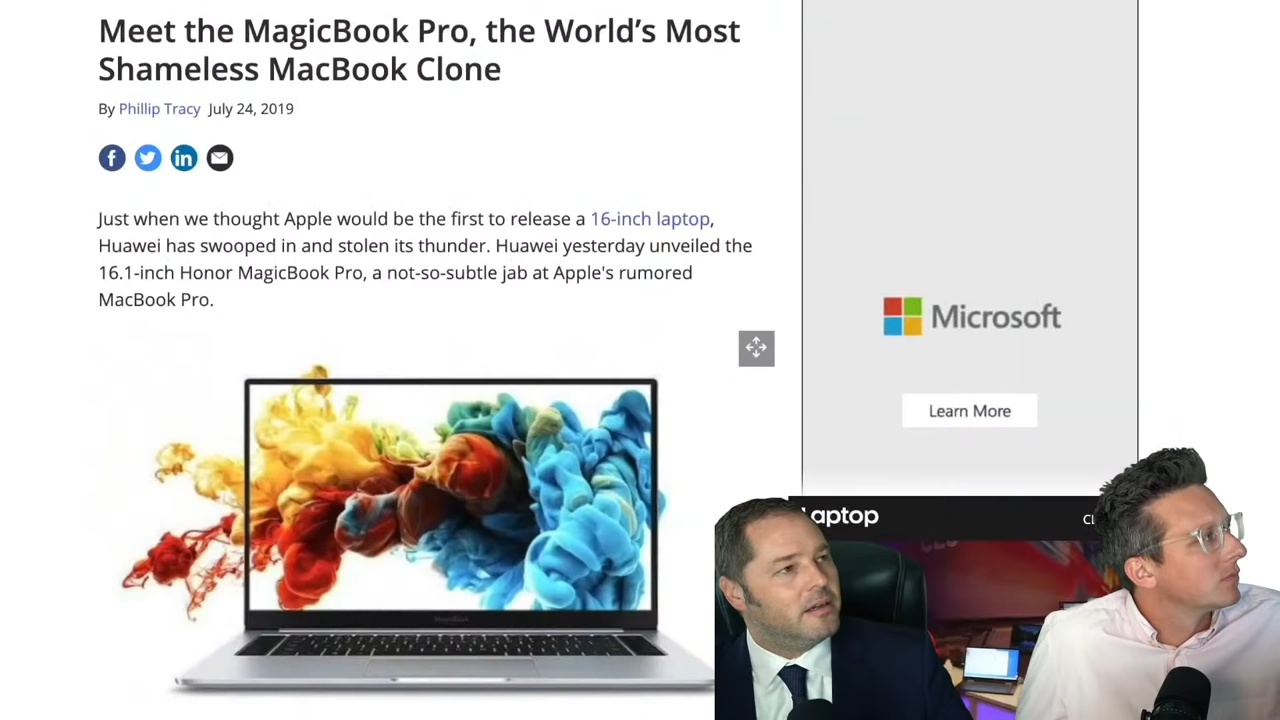 Meet the MagicBook Pro, the World's Most
Shameless MacBook Clone
By Phillip Tracy July 24, 2019
f in
Just when we thought Apple would be the first to release a 16-inch laptop,
Huawei has swooped in and stolen its thunder. Huawei yesterday unveiled the
16.1-inch Honor MagicBook Pro, a not-so-subtle jab at Apple's rumored
MacBook Pro.
Microsoft
Learn More
Laptop